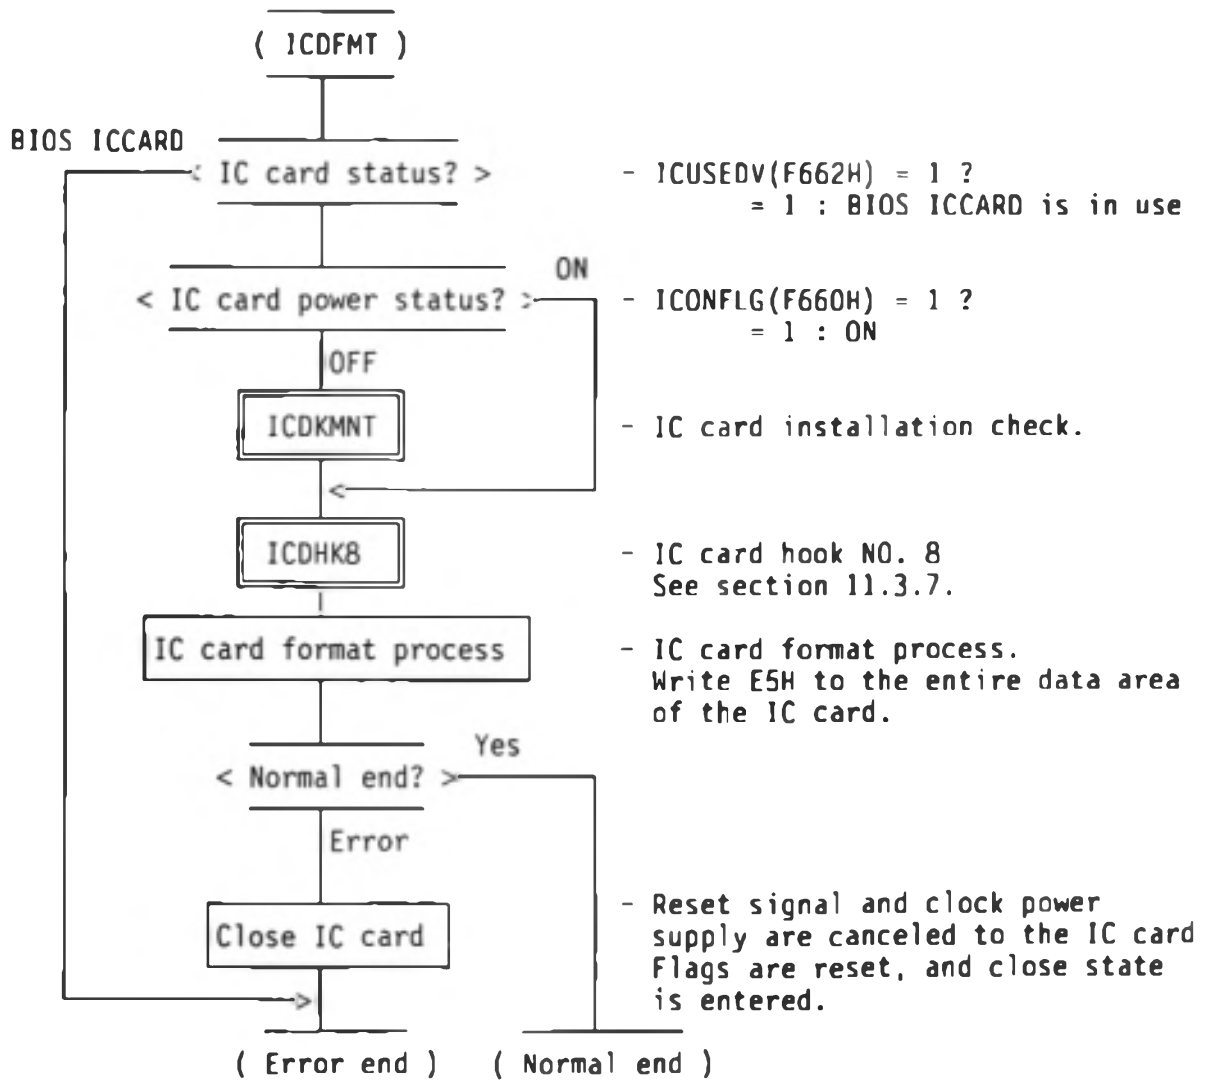 ( ICDFMT )
BIOS ICCARD
< IC card status? >
- ICUSEDV(F662H) = 1 ?
= 1 : BIOS ICCARD is in use
ON
< IC card power status? >
- ICONFLG(F660H) = 1 ?
= 1 : ON
OFF
ICDKMNT
- IC card installation check.
<
ICDHK8
- IC card hook NO. 8
See section 11.3.7.
IC card format process
- IC card format process.
Write E5H to the entire data area
of the IC card.
Yes
< Normal end? >
Error
Close IC card
- Reset signal and clock power
supply are canceled to the IC card
Flags are reset, and close state
is entered.
>
( Error end ) ( Normal end )